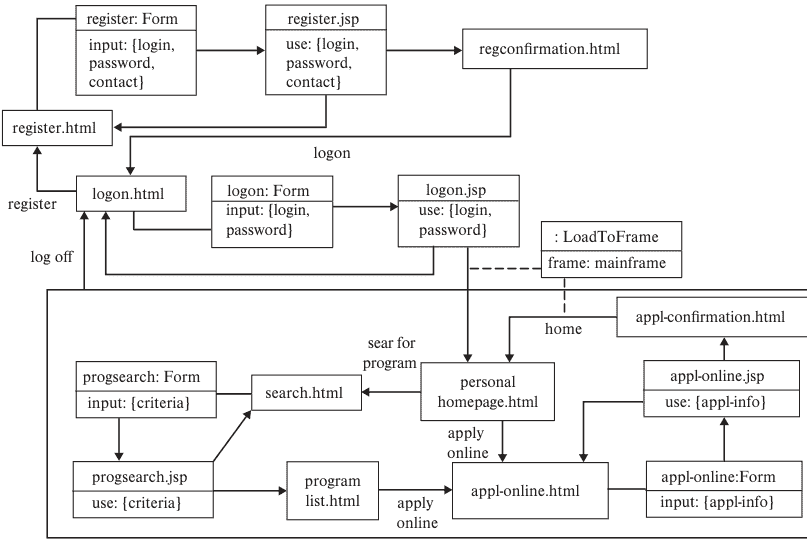 register: Form
input: {login,
password,
contact}
register.jsp
use: {login,
password,
contact}
regconfirmation.html
register.html
logon
register
logon.html
logon: Form
input: {login,
password}
logon.jsp
use: {login,
password}
: LoadToFrame
frame: mainframe
log off
home
appl-confirmation.html
sear for
program
progsearch: Form
input: {criteria}
search.html
personal
homepage.html
appl-online.jsp
use: {appl-info}
apply
online
progsearch.jsp
use: {criteria}
program
list.html
apply
online
appl-online.html
appl-online:Form
input: {appl-info}